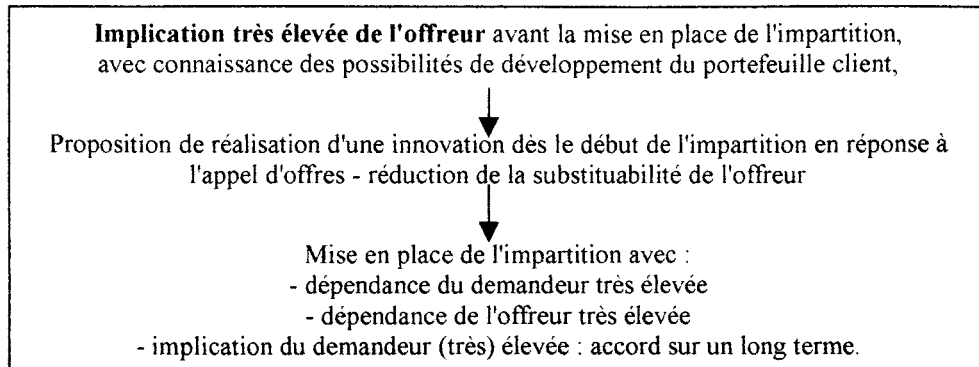 Implication très élevée de l'offreur avant la mise en place de l'impartition,
avec connaissance des possibilités de développement du portefeuille client,
Proposition de réalisation d'une innovation dès le début de l'impartition en réponse à
l'appel d'offres - réduction de la substituabilité de l'offreur
Mise en place de l'impartition avec :
- dépendance du demandeur très élevée
- dépendance de l'offreur très élevée
- implication du demandeur (très) élevée : accord sur un long terme.